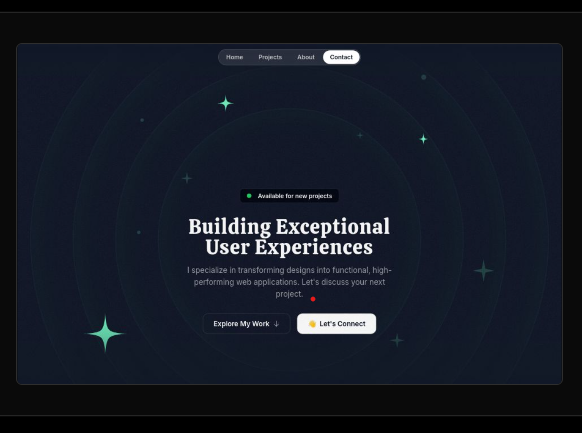 Home Projects About Contact
Available for new projects
Building Exceptional
User Experiences
I specialize in transforming designs into functional, high-
performing web applications. Let's discuss your next
project.
Explore My Work ↓ 👋 Let's Connect